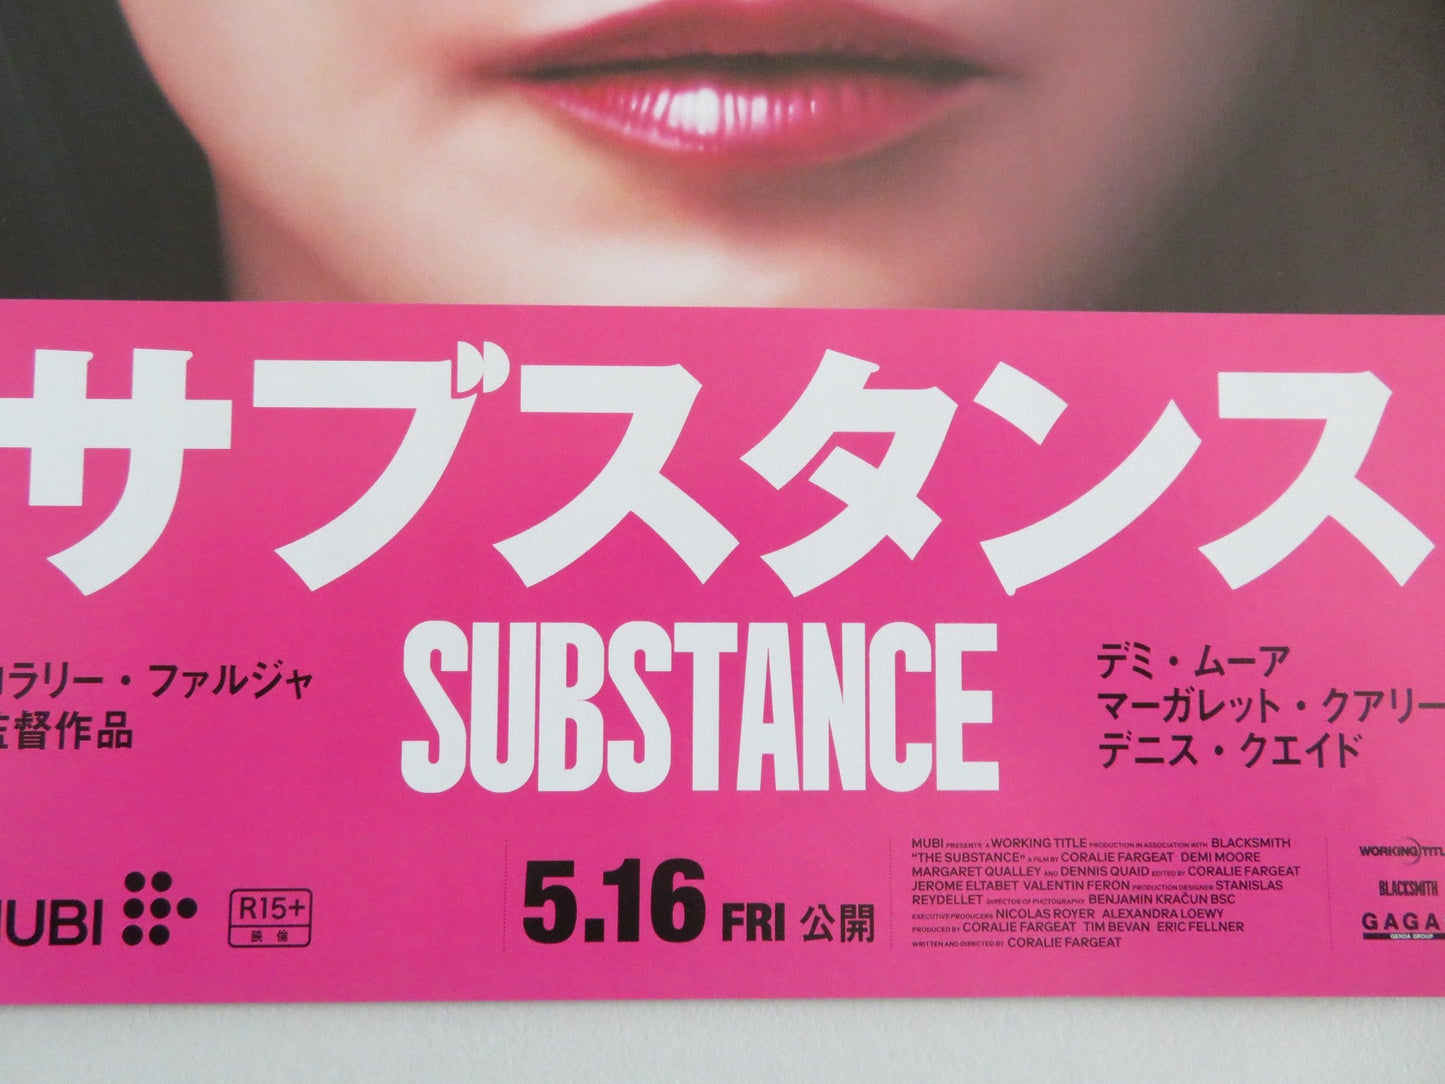 サブスタンス
SUBSTANCE
コラリー・ファルジャ
監督作品
デミ・ムーア
マーガレット・クアリー
デニス・クエイド
MUBI
R15+
映倫
5.16 FRI 公開
MUBI PRESENTS A WORKING TITLE PRODUCTION IN ASSOCIATION WITH BLACKSMITH
"THE SUBSTANCE" A FILM BY CORALIE FARGEAT DEMI MOORE
MARGARET QUALLEY AND DENNIS QUAID EDITED BY CORALIE FARGEAT
JEROME ELTABET VALENTIN FERON PRODUCTION DESIGNER STANISLAS
REYDELLET DIRECTOR OF PHOTOGRAPHY BENJAMIN KRAČUN BSC
EXECUTIVE PRODUCERS NICOLAS ROYER ALEXANDRA LOEWY
PRODUCED BY CORALIE FARGEAT TIM BEVAN ERIC FELLNER
WRITTEN AND DIRECTED BY CORALIE FARGEAT
WORKING TITL
BLACKSMITH
GAGA
GENDA GROUP